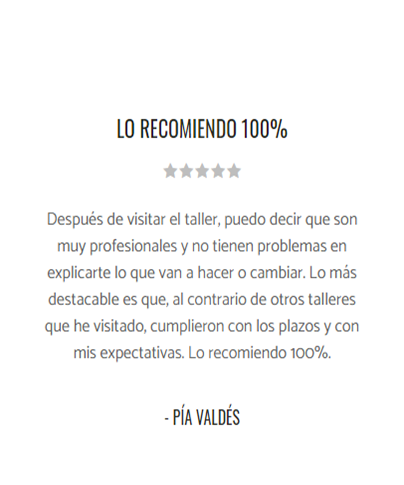 LO RECOMIENDO 100%
Después de visitar el taller, puedo decir que son
muy profesionales y no tienen problemas en
explicarte lo que van a hacer o cambiar. Lo más
destacable es que, al contrario de otros talleres
que he visitado, cumplieron con los plazos y con
mis expectativas. Lo recomiendo 100%.
- PÍA VALDÉS